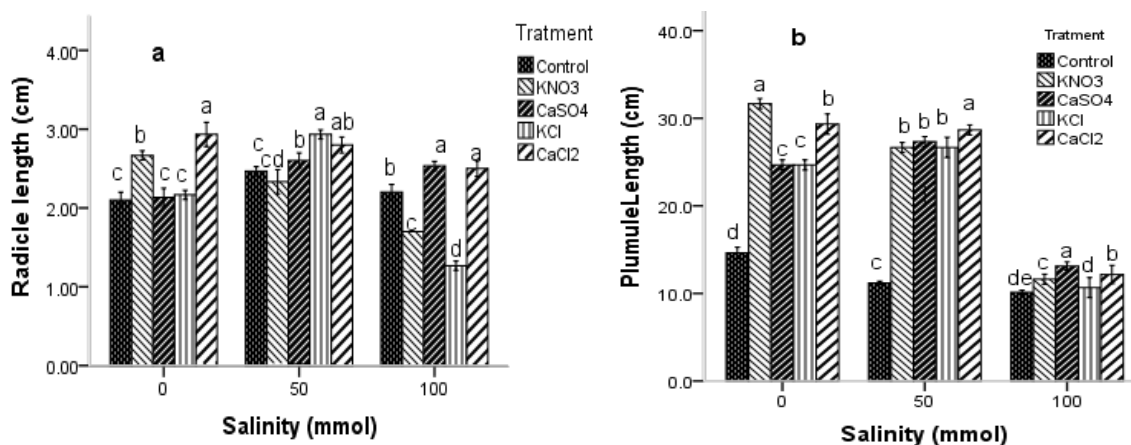 a
Radicle length (cm)
4.00
3.00
2.00
1.00
0.00
c b c c a
c cd b a ab
b c a d a
0 50 100
Salinity (mmol)
Tratment
Control
KNO3
CaSO4
KCl
CaCl2
b
PlumuleLength (cm)
40.0
30.0
20.0
10.0
.0
d a c c b
c b b b a
de c a d b
0 50 100
Salinity (mmol)
Tratment
Control
KNO3
CaSO4
KCl
CaCl2